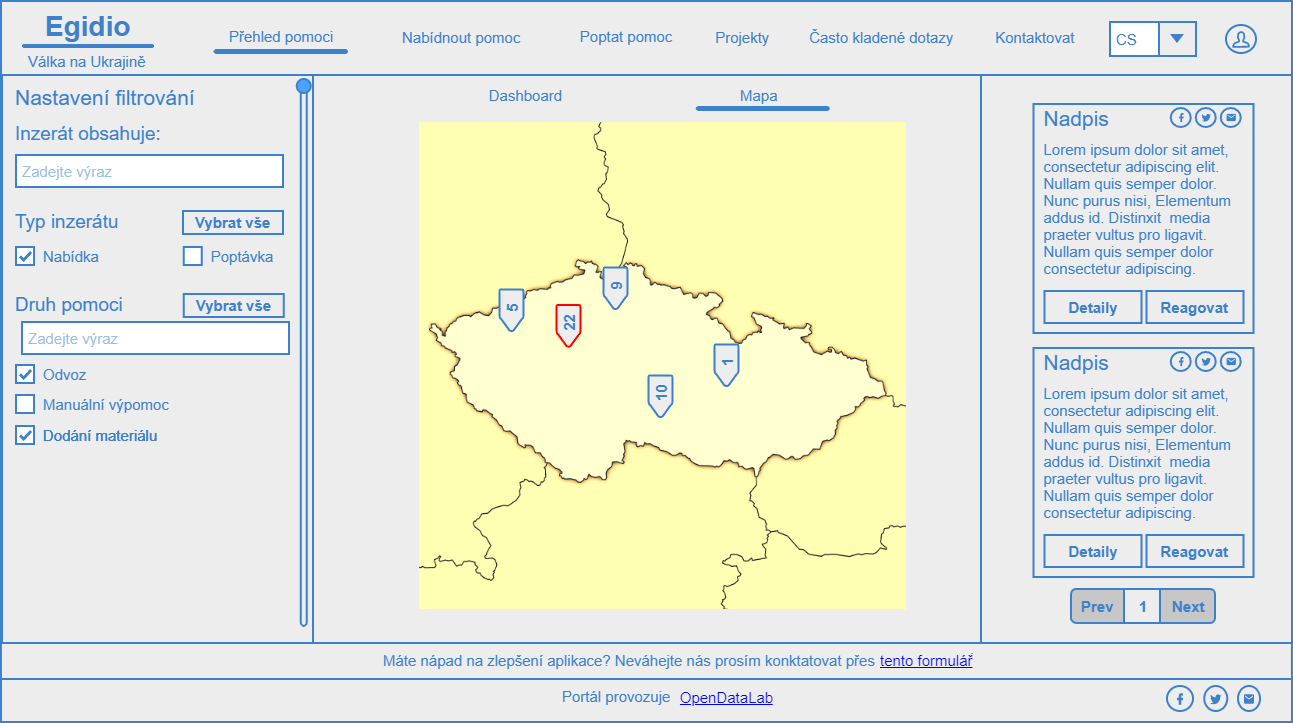 Egidio
Válka na Ukrajině
Přehled pomoci
Nabídnout pomoc
Poptat pomoc
Projekty
Často kladené dotazy
Kontaktovat
CS
Nastavení filtrování
Inzerát obsahuje:
Zadejte výraz
Typ inzerátu
Vybrat vše
Nabídka
Poptávka
Druh pomoci
Vybrat vše
Zadejte výraz
Odvoz
Manuální výpomoc
Dodání materiálu
Dashboard
Mapa
5
22
9
1
10
Nadpis
Lorem ipsum dolor sit amet,
consectetur adipiscing elit.
Nullam quis semper dolor.
Nunc purus nisi, Elementum
addus id. Distinxit media
praeter vultus pro ligavit.
Nullam quis semper dolor
consectetur adipiscing.
Detaily
Reagovat
Nadpis
Lorem ipsum dolor sit amet,
consectetur adipiscing elit.
Nullam quis semper dolor.
Nunc purus nisi, Elementum
addus id. Distinxit media
praeter vultus pro ligavit.
Nullam quis semper dolor
consectetur adipiscing.
Detaily
Reagovat
Prev
1
Next
Máte nápad na zlepšení aplikace? Neváhejte nás prosím konktatovat přes tento formulář
Portál provozuje OpenDataLab